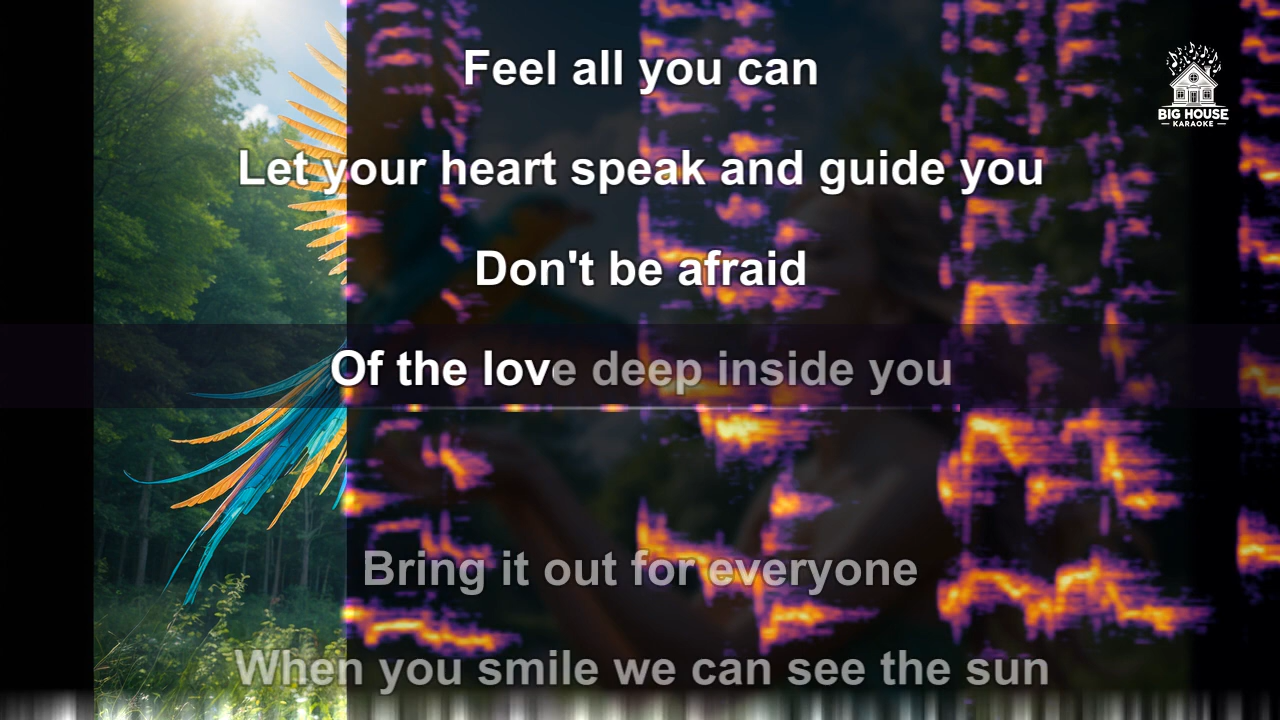 Feel all you can
Let your heart speak and guide you
Don't be afraid
Of the love deep inside you
Bring it out for everyone
When you smile we can see the sun
BIG HOUSE
KARAOKE